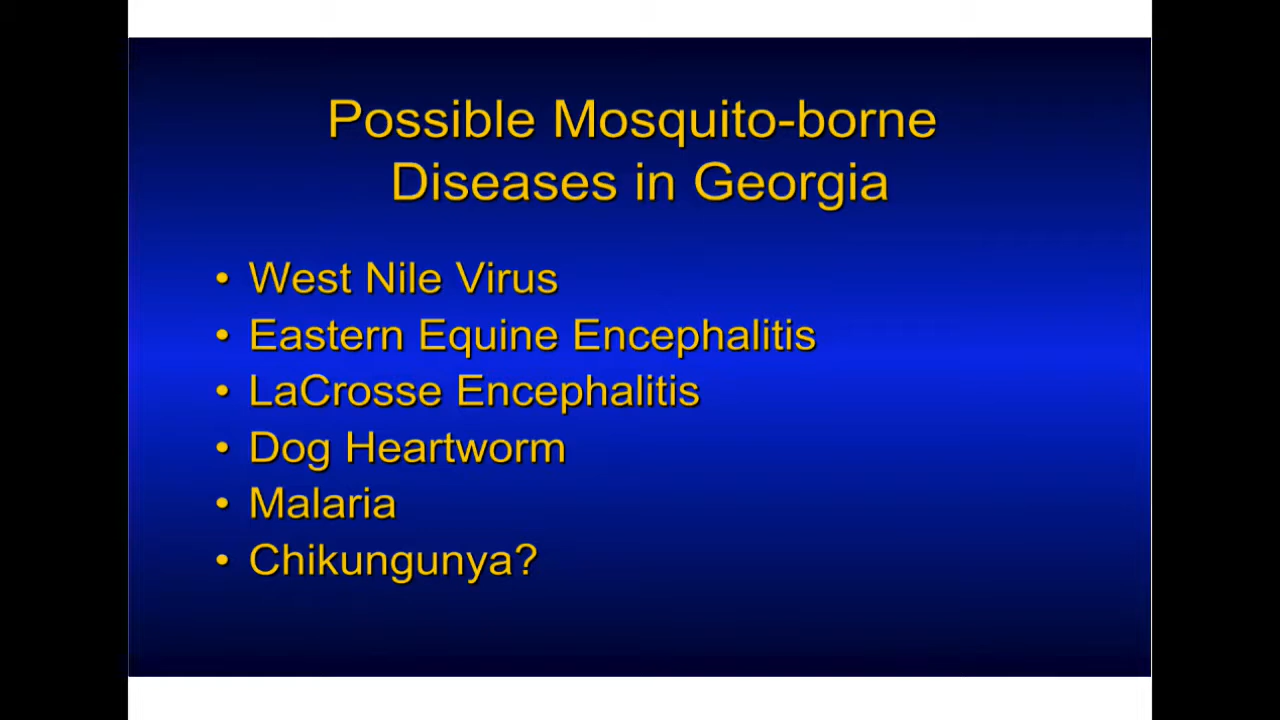 Possible Mosquito-borne
Diseases in Georgia
• West Nile Virus
• Eastern Equine Encephalitis
• LaCrosse Encephalitis
• Dog Heartworm
• Malaria
• Chikungunya?